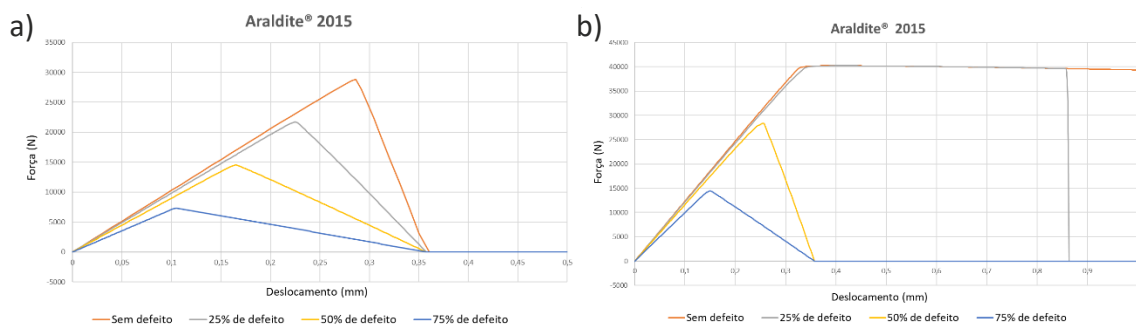 a)
Araldite® 2015
Força (N)
35000
30000
25000
20000
15000
10000
5000
0
-5000
0
0,05
0,1
0,15
0,2
0,25
0,3
0,35
0,4
0,45
0,5
Deslocamento (mm)
Sem defeito
25% de defeito
50% de defeito
75% de defeito
b)
Araldite® 2015
Força (N)
45000
40000
35000
30000
25000
20000
15000
10000
5000
0
-5000
0
0,1
0,2
0,3
0,4
0,5
0,6
0,7
0,8
0,9
Deslocamento (mm)
Sem defeito
25% de defeito
50% de defeito
75% de defeito